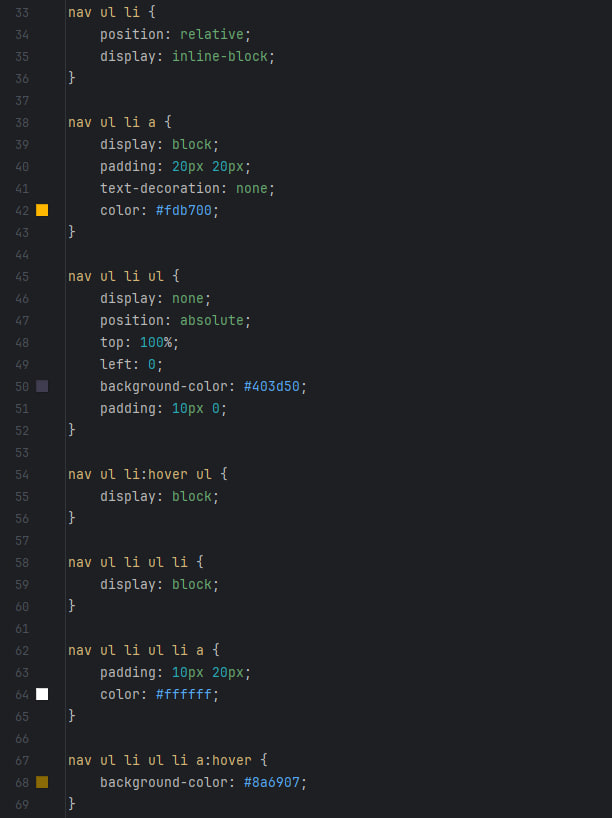 33 nav ul li {
34     position: relative;
35     display: inline-block;
36 }
37
38 nav ul li a {
39     display: block;
40     padding: 20px 20px;
41     text-decoration: none;
42     color: #fdb700;
43 }
44
45 nav ul li ul {
46     display: none;
47     position: absolute;
48     top: 100%;
49     left: 0;
50     background-color: #403d50;
51     padding: 10px 0;
52 }
53
54 nav ul li:hover ul {
55     display: block;
56 }
57
58 nav ul li ul li {
59     display: block;
60 }
61
62 nav ul li ul li a {
63     padding: 10px 20px;
64     color: #ffffff;
65 }
66
67 nav ul li ul li a:hover {
68     background-color: #8a6907;
69 }